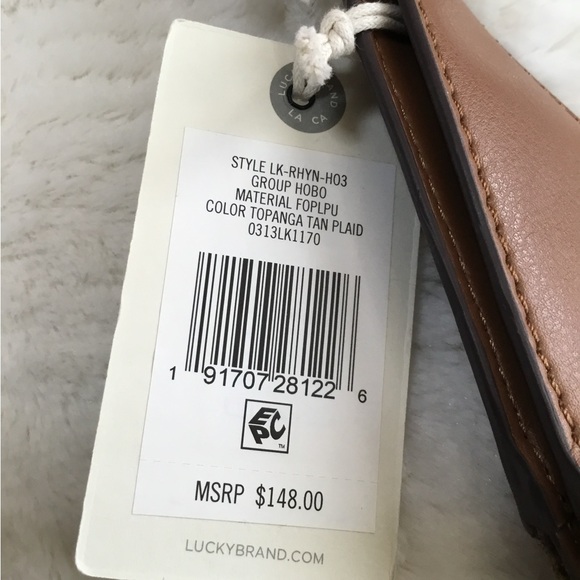 LUCKY BRAND
LA CA
STYLE LK-RHYN-H03
GROUP HOBO
MATERIAL FOPLPU
COLOR TOPANGA TAN PLAID
0313LK1170
1 91707 28122 6
EPC TM
MSRP $148.00
LUCKYBRAND.COM